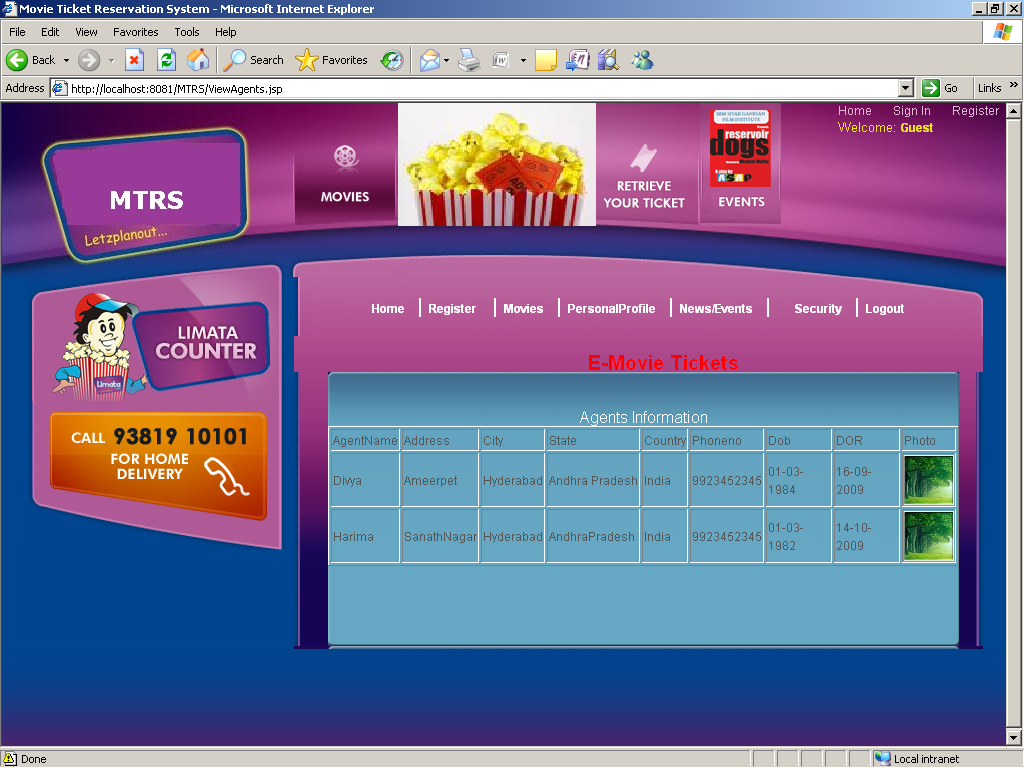 Movie Ticket Reservation System - Microsoft Internet Explorer
File Edit View Favorites Tools Help
Back Search Favorites
Address http://localhost:8081/MTRS/ViewAgents.jsp Go Links »
Home Sign In Register
Welcome: Guest
MTRS
Letzplanout...
MOVIES
RETRIEVE
YOUR TICKET
FILM INSTITUTE
reservoir
dogs
ASAP
EVENTS
LIMATA
COUNTER
Limata
CALL 93819 10101
FOR HOME
DELIVERY
Home Register Movies PersonalProfile News/Events Security Logout
E-Movie Tickets
Agents Information
AgentName Address City State Country Phoneno Dob DOR Photo
Divya Ameerpet Hyderabad Andhra Pradesh India 9923452345 01-03-1984 16-09-2009
Harima SanathNagar Hyderabad AndhraPradesh India 9923452345 01-03-1982 14-10-2009
Done Local intranet